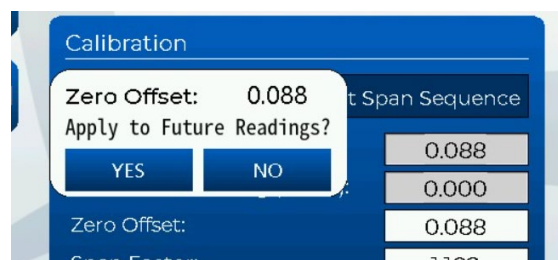 Calibration
Zero Offset: 0.088
Apply to Future Readings?
YES NO
t Span Sequence
0.088
0.000
Zero Offset:
0.088